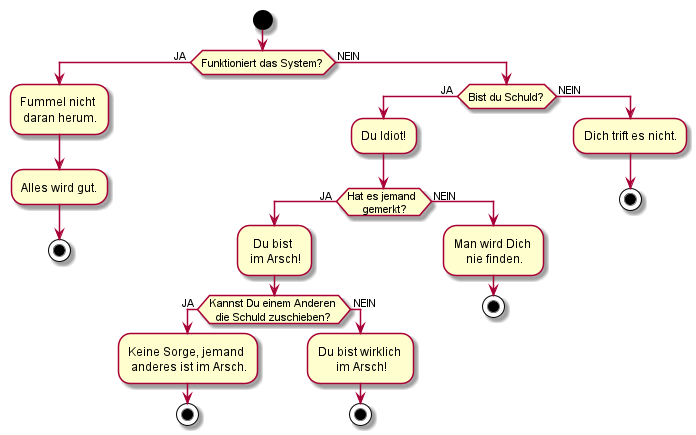 JA
Funktioniert das System?
NEIN
Fummel nicht
daran herum.
Alles wird gut.
JA
Bist du Schuld?
NEIN
Du Idiot!
Dich trift es nicht.
JA
Hat es jemand
gemerkt?
NEIN
Du bist
im Arsch!
Man wird Dich
nie finden.
JA
Kannst Du einem Anderen
die Schuld zuschieben?
NEIN
Keine Sorge, jemand
anderes ist im Arsch.
Du bist wirklich
im Arsch!